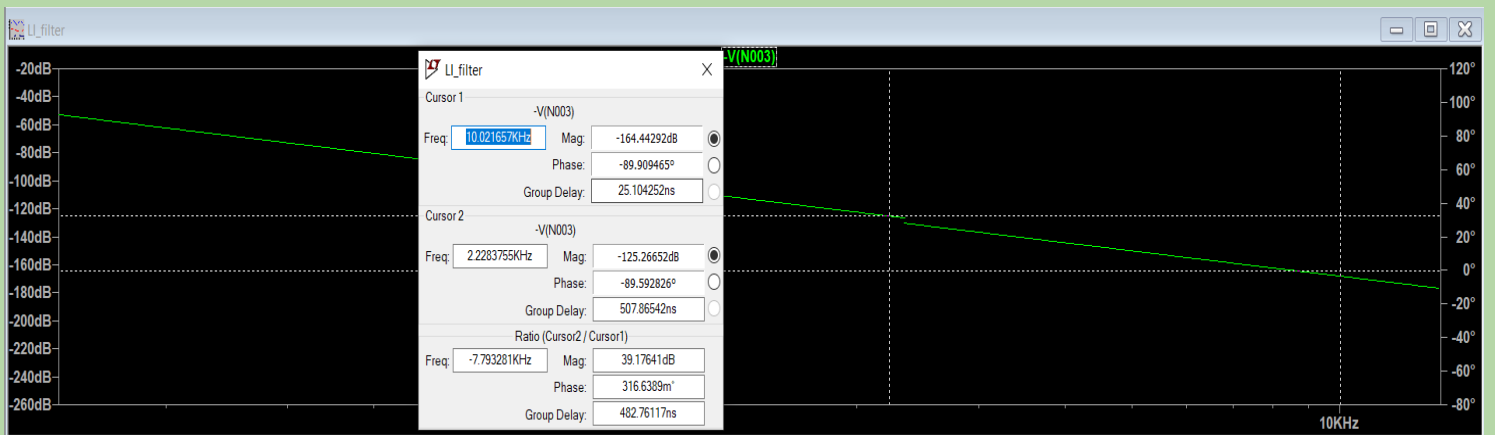 LI_filter
-V(N003)
-20dB
-40dB
-60dB
-80dB
-100dB
-120dB
-140dB
-160dB
-180dB
-200dB
-220dB
-240dB
-260dB
LI_filter
Cursor 1
-V(N003)
Freq: 10.021657KHz Mag: -164.44292dB
Phase: -89.909465°
Group Delay: 25.104252ns
Cursor 2
-V(N003)
Freq: 2.2283755KHz Mag: -125.26652dB
Phase: -89.592826°
Group Delay: 507.86542ns
Ratio (Cursor2 / Cursor1)
Freq: -7.793281KHz Mag: 39.17641dB
Phase: 316.6389m°
Group Delay: 482.76117ns
120°
100°
80°
60°
40°
20°
0°
-20°
-40°
-60°
-80°
10KHz